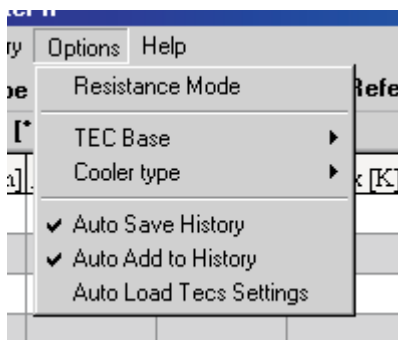 Options Help
Resistance Mode
TEC Base
Cooler type
Auto Save History
Auto Add to History
Auto Load Tecs Settings